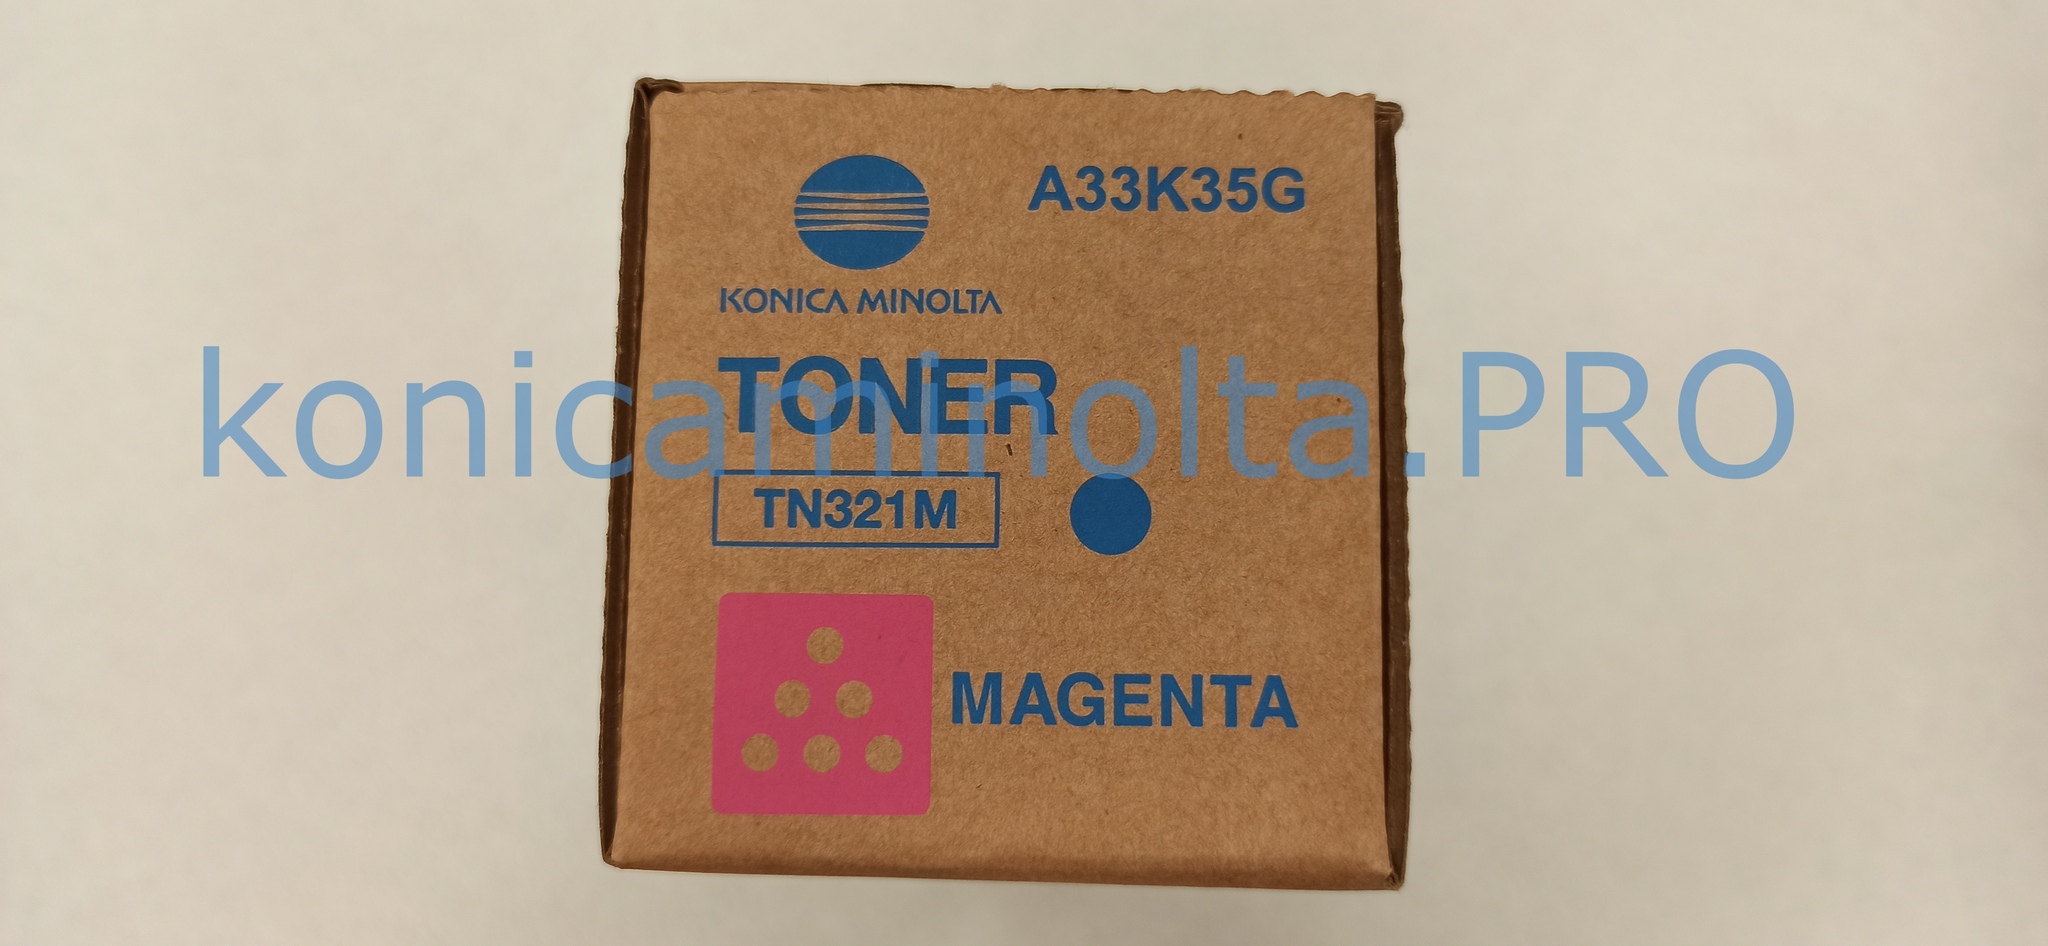 A33K35G
KONICA MINOLTA
TONER
konicaminolta.PRO
TN321M
MAGENTA